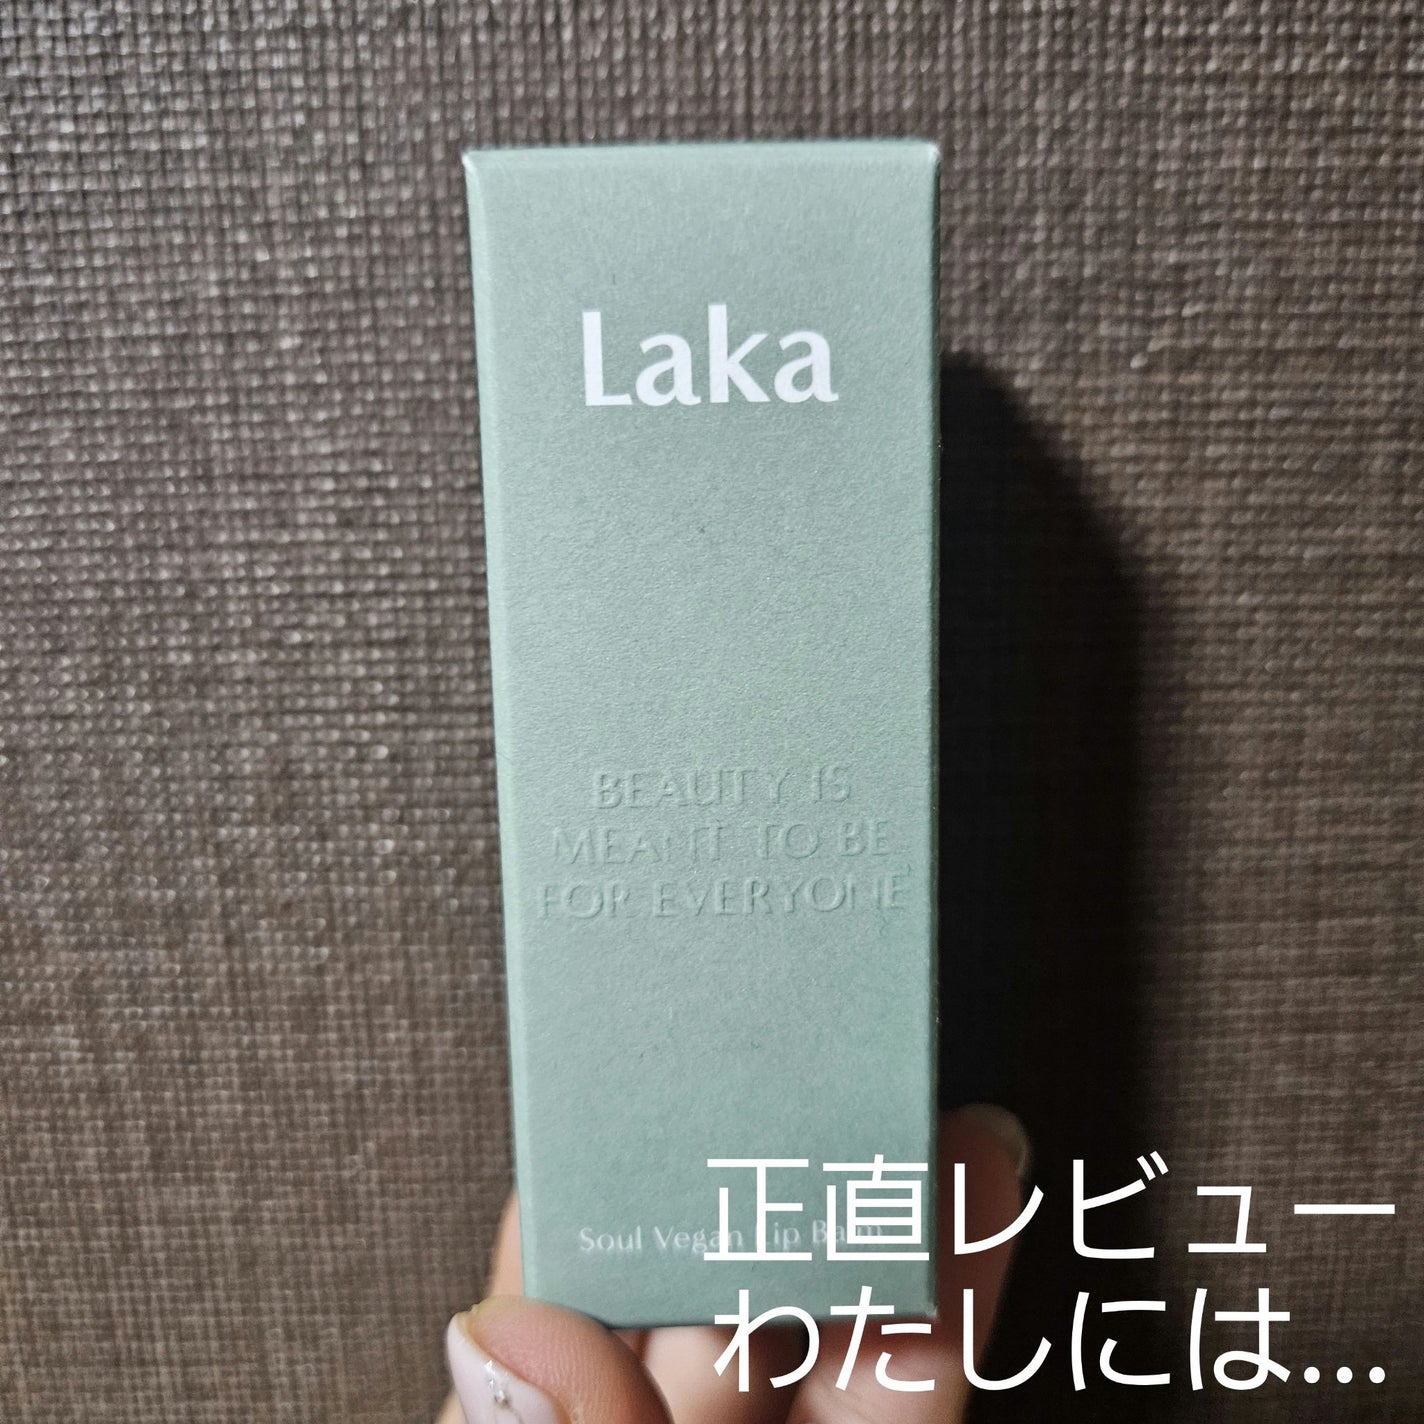 Laka
BEAUTY IS
MEANT TO BE
FOR EVERYONE
Soul Vegan Lip Balm
正直レビュー
わたしには...